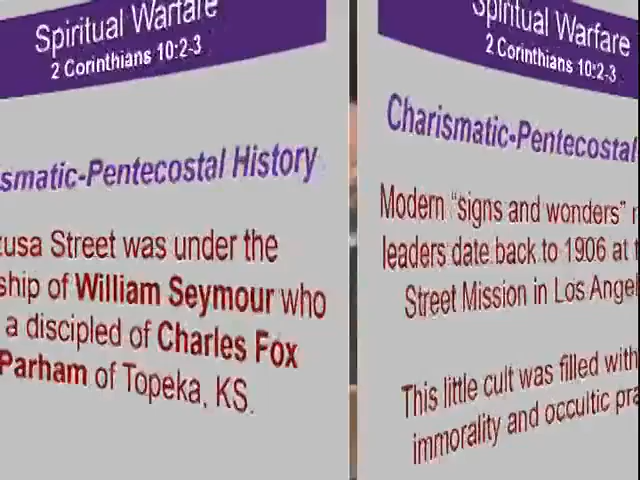 Spiritual Warfare
2 Corinthians 10:2-3
smatic-Pentecostal History
usa Street was under the
ship of William Seymour who
a discipled of Charles Fox
Parham of Topeka, KS.
Spiritual Warfare
2 Corinthians 10:2-3
Charismatic-Pentecostal
Modern "signs and wonders"
leaders date back to 1906 at
Street Mission in Los Angel
This little cult was filled with
immorality and occultic pra